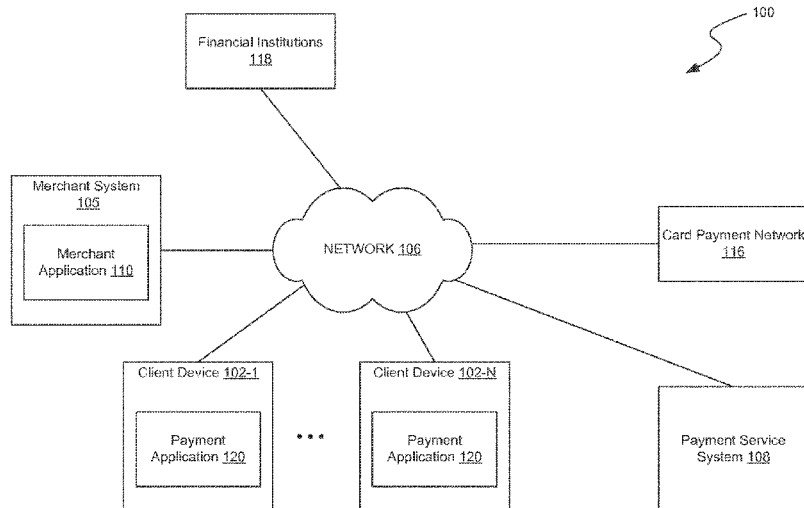 100
Financial Institutions
118
Merchant System
105
Merchant
Application 110
NETWORK 106
Card Payment Network
116
Client Device 102-1
Payment
Application 120
•••
Client Device 102-N
Payment
Application 120
Payment Service
System 108